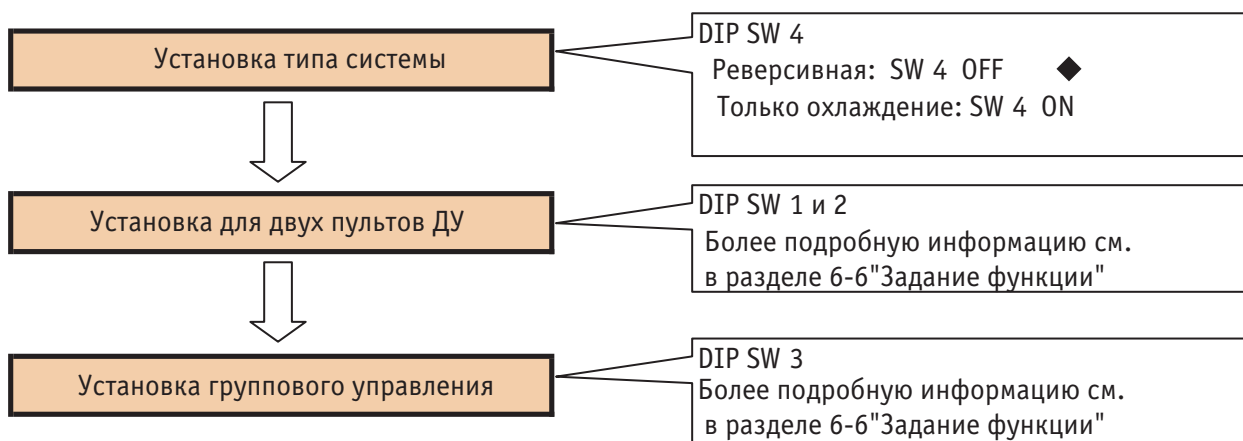 Установка типа системы
DIP SW 4
Реверсивная: SW 4 OFF ◆
Только охлаждение: SW 4 ON
Установка для двух пультов ДУ
DIP SW 1 и 2
Более подробную информацию см.
в разделе 6-6"Задание функции"
Установка группового управления
DIP SW 3
Более подробную информацию см.
в разделе 6-6"Задание функции"